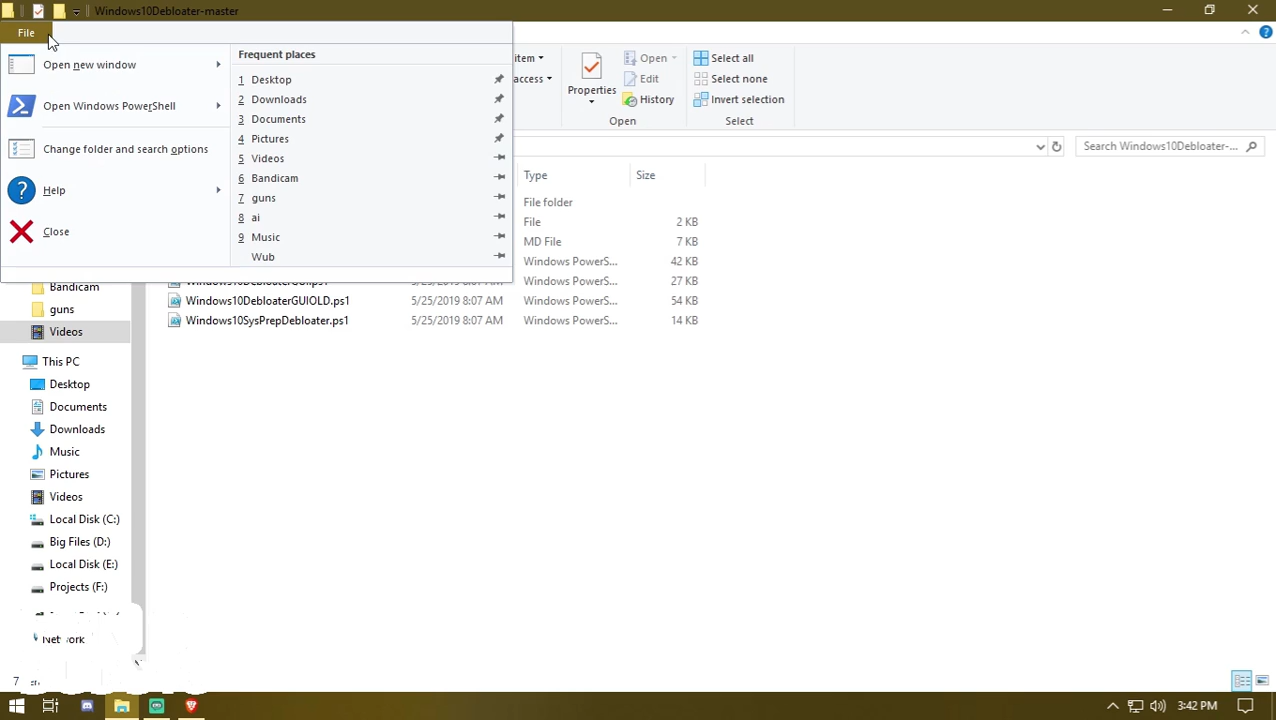 Windows10Debloater-master
File
Open new window
Open Windows PowerShell
Change folder and search options
Help
Close
Frequent places
1 Desktop
2 Downloads
3 Documents
4 Pictures
5 Videos
6 Bandicam
7 guns
8 ai
9 Music
Wub
item
access
Properties
Open
Edit
History
Open
Select all
Select none
Invert selection
Select
Search Windows10Debloater-...
Type
Size
File folder
File
2 KB
MD File
7 KB
Windows PowerS...
42 KB
Windows PowerS...
27 KB
Windows10DebloaterGUIOLD.ps1
5/25/2019 8:07 AM
Windows PowerS...
54 KB
Windows10SysPrepDebloater.ps1
5/25/2019 8:07 AM
Windows PowerS...
14 KB
Bandicam
guns
Videos
This PC
Desktop
Documents
Downloads
Music
Pictures
Videos
Local Disk (C:)
Big Files (D:)
Local Disk (E:)
Projects (F:)
Network
7
3:42 PM